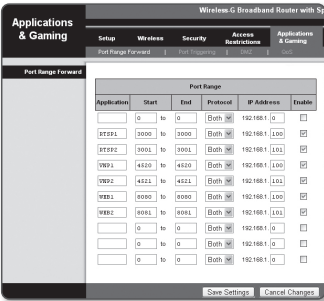 Wireless-G Broadband Router with Sp
Applications & Gaming
Setup Wireless Security Access Restrictions Applications & Gaming
Port Range Forward | Port Triggering | DMZ | QoS
Port Range Forward
Port Range
Application Start End Protocol IP Address Enable
0 to 0 Both 192.168.1. 0
RTSP1 3000 to 3000 Both 192.168.1. 100
RTSP2 3001 to 3001 Both 192.168.1. 101
VNP1 4520 to 4520 Both 192.168.1. 100
VNP2 4521 to 4521 Both 192.168.1. 101
WEB1 8080 to 8080 Both 192.168.1. 100
WEB2 8081 to 8081 Both 192.168.1. 101
0 to 0 Both 192.168.1. 0
0 to 0 Both 192.168.1. 0
0 to 0 Both 192.168.1. 0
Save Settings Cancel Changes